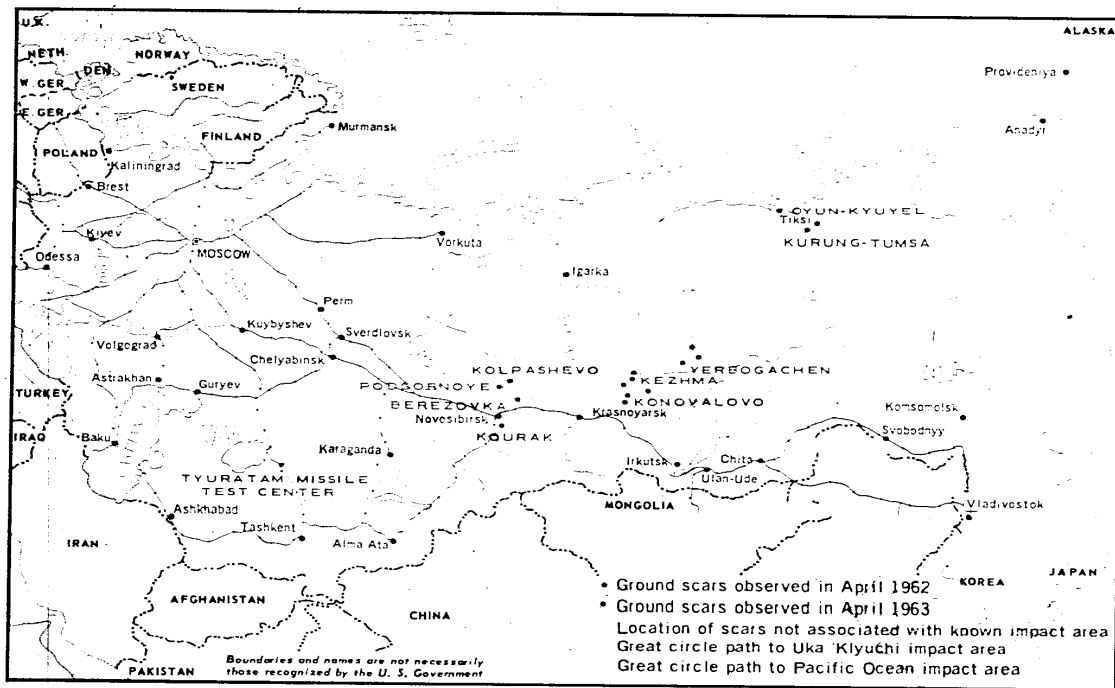 U.K.
ALASKA
NETH.
NORWAY
DEN.
W. GER
SWEDEN
Provideniya
E. GER
Murmansk
Anadyr
FINLAND
POLAND
Kaliningrad
Brest
OYUN-KYUYEL
Tiksi
Kiyev
Vorkuta
KURUNG-TUMSA
MOSCOW
Odessa
Igarka
Perm
Kuybyshev
Sverdlovsk
Volgograd
Chelyabinsk
YERBOGACHEN
KOLPASHEVO
Astrakhan
KEZHMA
Guryev
PODGORNOYE
TURKEY
KONOVALOVO
BEREZOVKA
Komsomolsk
Novosibirsk
Krasnoyarsk
Svobodnyy
IRAQ
Baku
KOURAK
Karaganda
Irkutsk
Chita
TYURATAM MISSILE
TEST CENTER
Ulan-Ude
MONGOLIA
Vladivostok
Ashkhabad
Tashkent
IRAN
Alma Ata
JAPAN
KOREA
Ground scars observed in April 1962
AFGHANISTAN
Ground scars observed in April 1963
CHINA
Location of scars not associated with known impact area
Great circle path to Uka Klyuchi impact area
Boundaries and names are not necessarily
those recognized by the U. S. Government
Great circle path to Pacific Ocean impact area
PAKISTAN